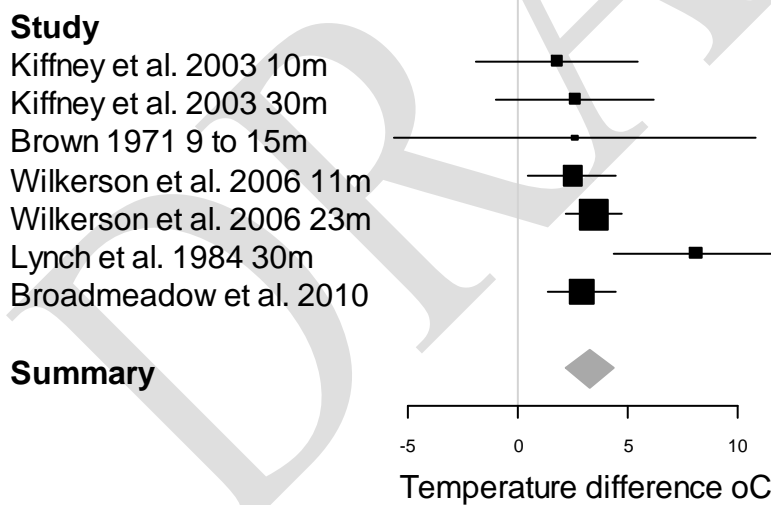 Study
Kiffney et al. 2003 10m
Kiffney et al. 2003 30m
Brown 1971 9 to 15m
Wilkerson et al. 2006 11m
Wilkerson et al. 2006 23m
Lynch et al. 1984 30m
Broadmeadow et al. 2010
Summary
-5 0 5 10
Temperature difference oC
DRA